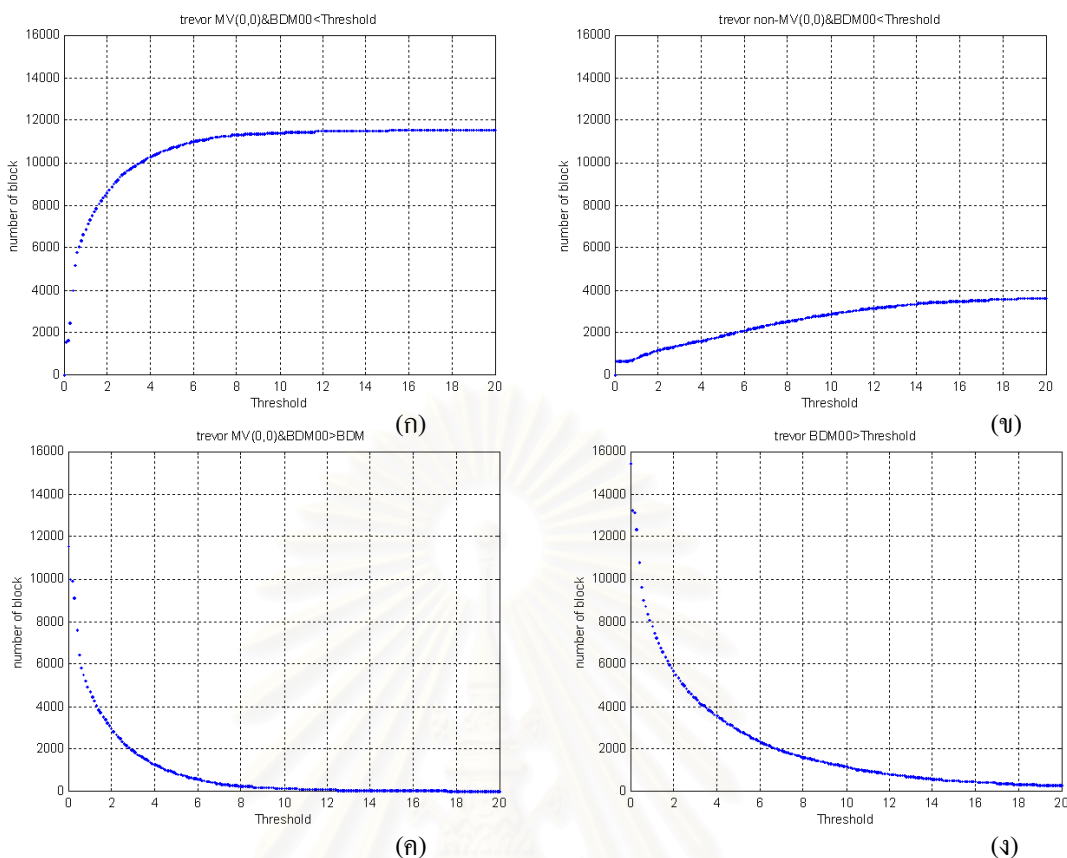 trevor MV(0,0)&BDM00<Threshold
16000
14000
12000
10000
8000
6000
4000
2000
0
number of block
0 2 4 6 8 10 12 14 16 18 20
Threshold
(ก)
trevor non-MV(0,0)&BDM00<Threshold
16000
14000
12000
10000
8000
6000
4000
2000
0
number of block
0 2 4 6 8 10 12 14 16 18 20
Threshold
(ข)
trevor MV(0,0)&BDM00>BDM
16000
14000
12000
10000
8000
6000
4000
2000
0
number of block
0 2 4 6 8 10 12 14 16 18 20
Threshold
(ค)
trevor BDM00>Threshold
16000
14000
12000
10000
8000
6000
4000
2000
0
number of block
0 2 4 6 8 10 12 14 16 18 20
Threshold
(ง)